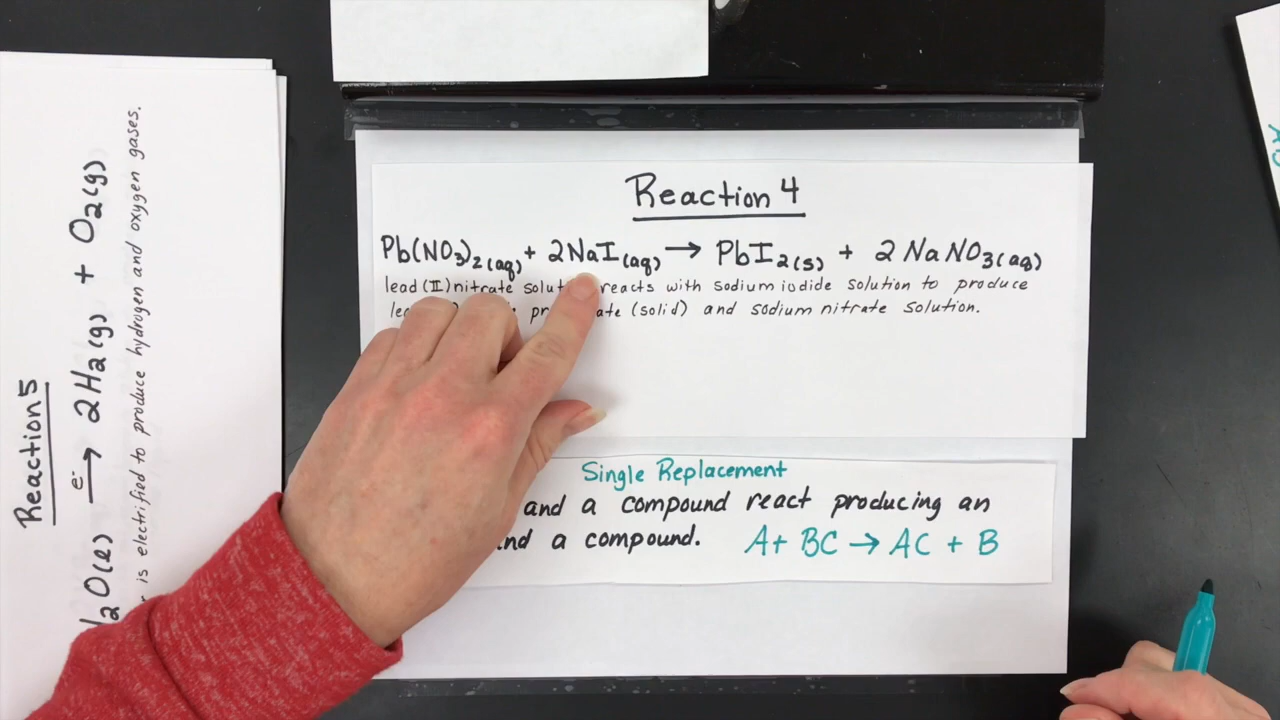 Reaction 4
Pb(NO3)2(aq) + 2NaI(aq) → PbI2(s) + 2 NaNO3(aq)
lead (II) nitrate reacts with sodium iodide solution to produce
(solid) and sodium nitrate solution.
Single Replacement
and a compound react producing an
a compound. A + BC → AC + B
Reaction 5
2O(l) e- → 2H2(g) + O2(g)
is electrified to produce hydrogen and oxygen gases.